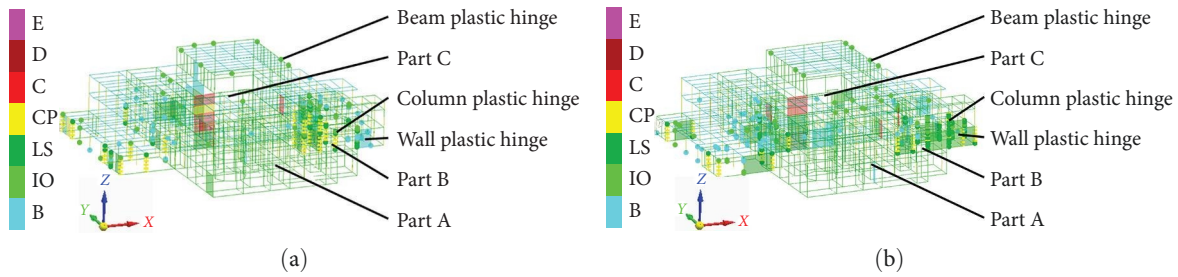 E
D
C
CP
LS
IO
B
Beam plastic hinge
Part C
Column plastic hinge
Wall plastic hinge
Part B
Part A
Z
Y
X
(a)
E
D
C
CP
LS
IO
B
Beam plastic hinge
Part C
Column plastic hinge
Wall plastic hinge
Part B
Part A
Z
Y
X
(b)